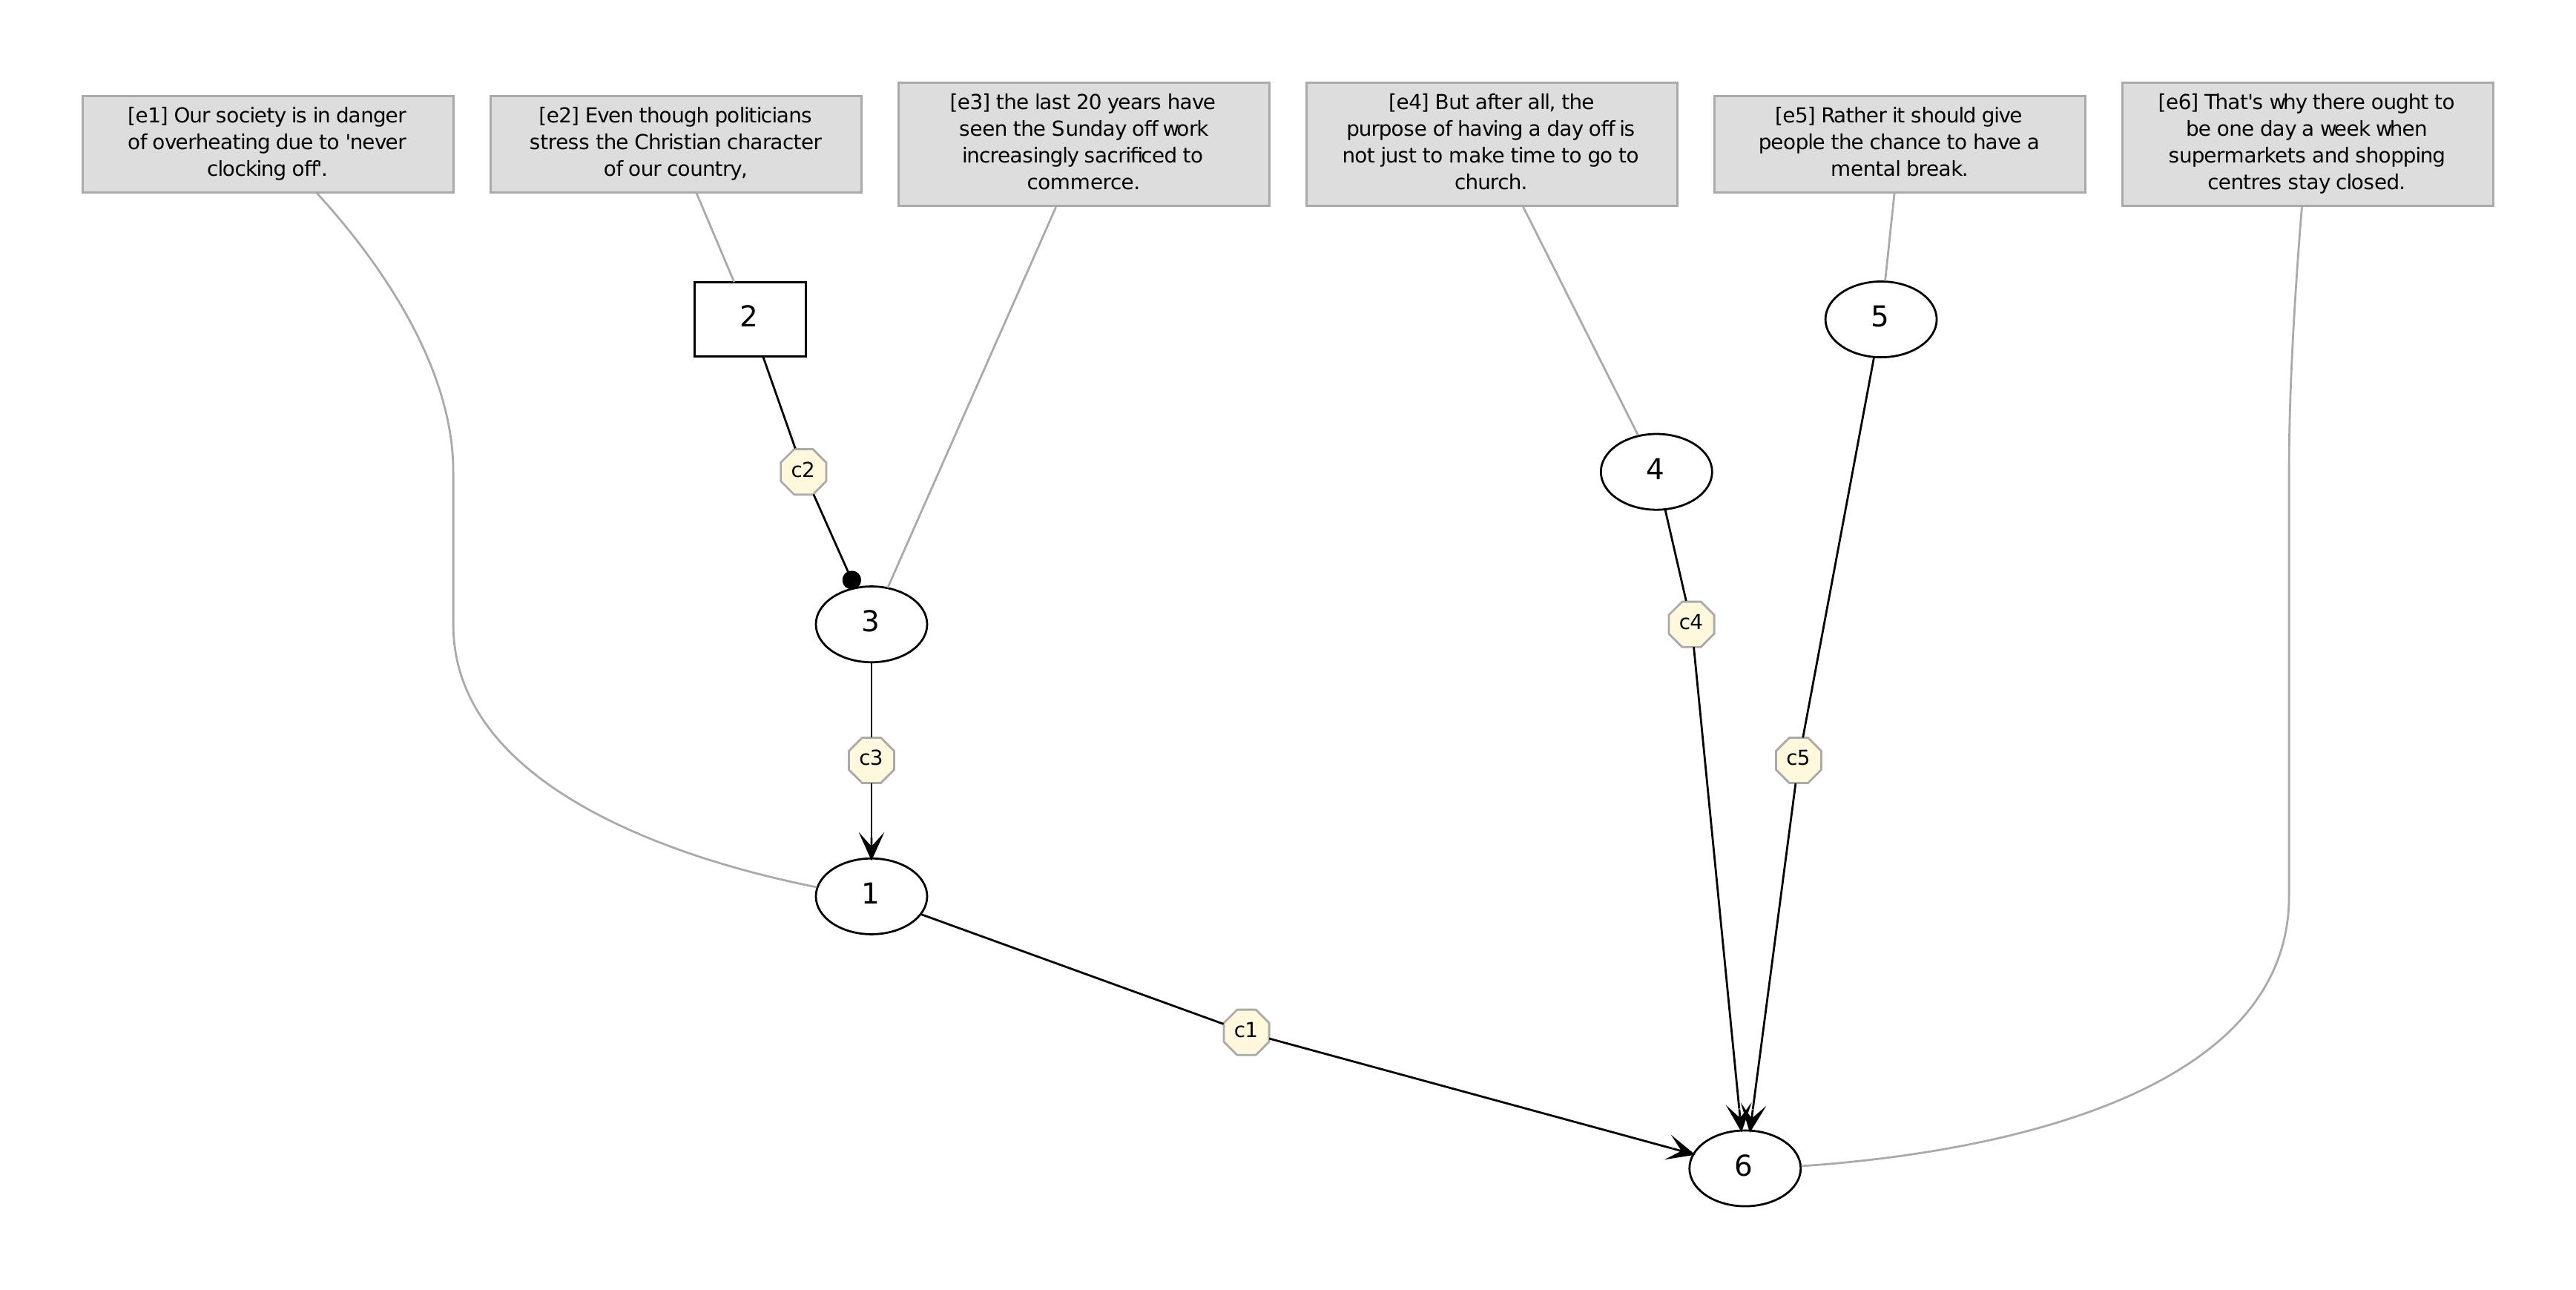 [e1] Our society is in danger
of overheating due to 'never
clocking off'.
[e2] Even though politicians
stress the Christian character
of our country,
[e3] the last 20 years have
seen the Sunday off work
increasingly sacrificed to
commerce.
[e4] But after all, the
purpose of having a day off is
not just to make time to go to
church.
[e5] Rather it should give
people the chance to have a
mental break.
[e6] That's why there ought to
be one day a week when
supermarkets and shopping
centres stay closed.
2
5
c2
4
3
c4
c3
c5
1
c1
6